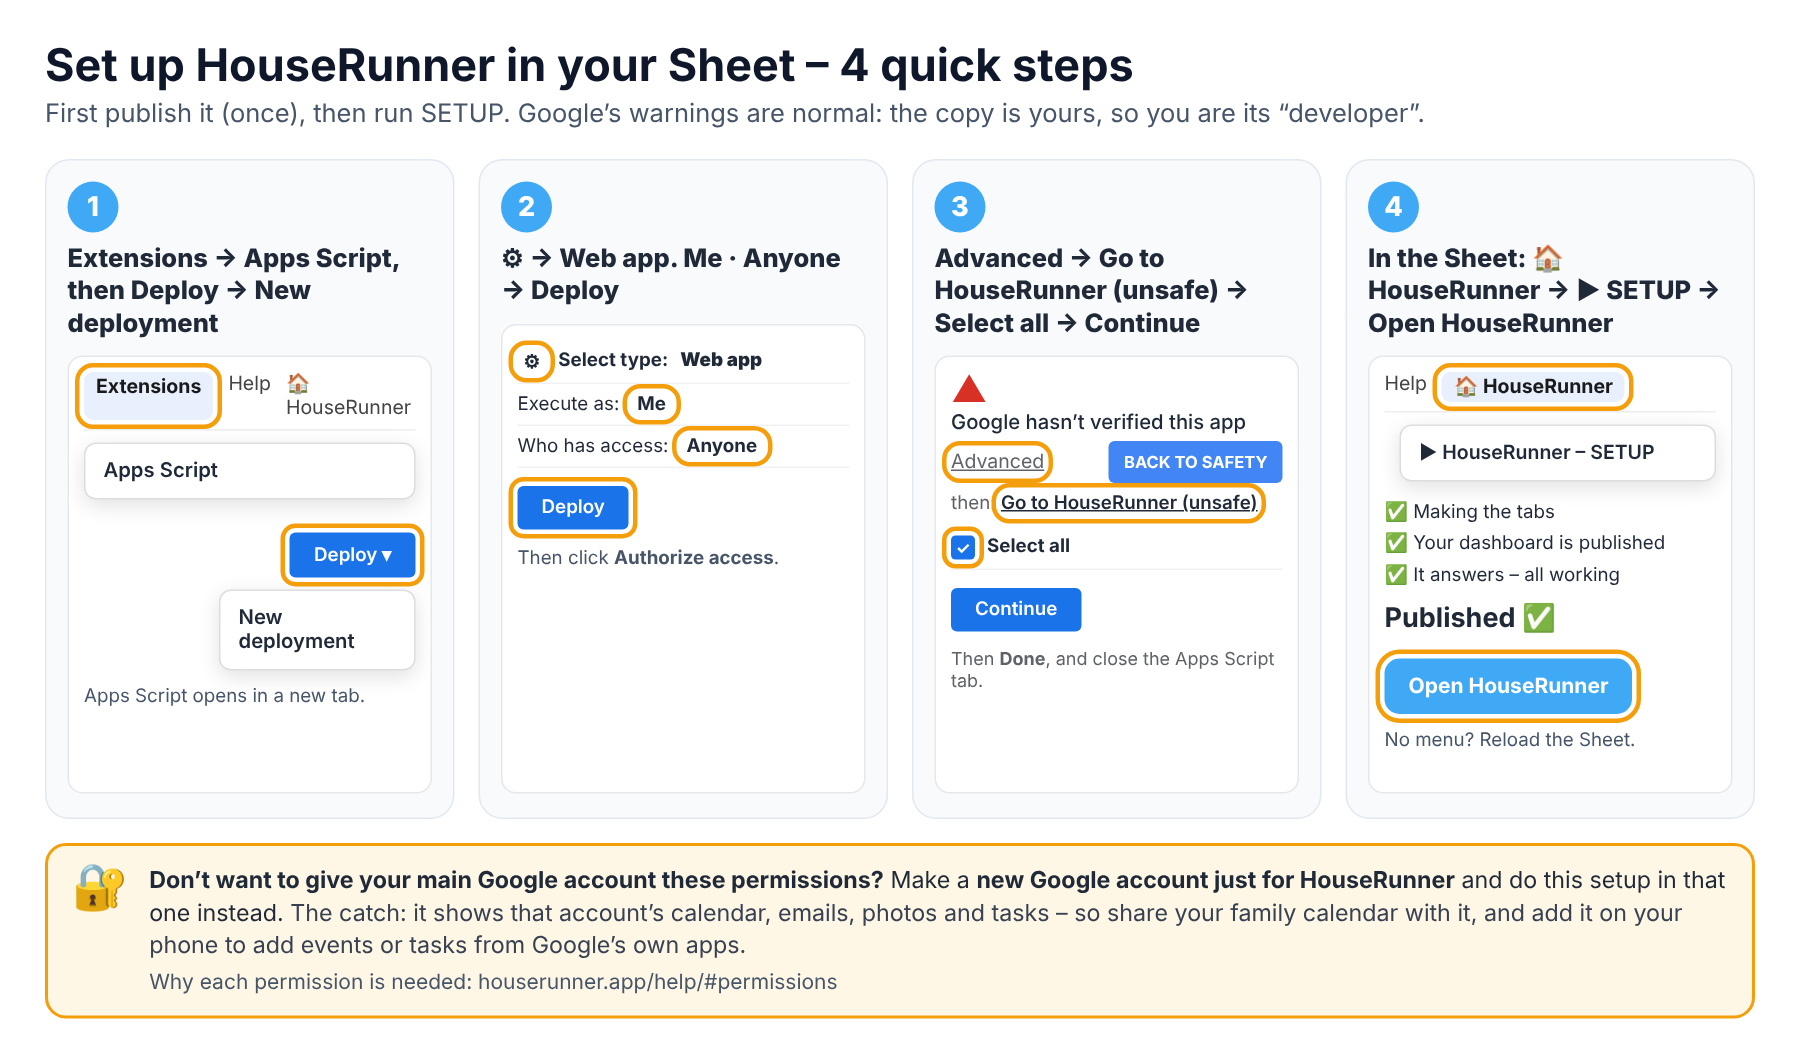 Set up HouseRunner in your Sheet – 4 quick steps
First publish it (once), then run SETUP. Google’s warnings are normal: the copy is yours, so you are its “developer”.
1
Extensions → Apps Script,
then Deploy → New
deployment
Extensions Help 🏠
HouseRunner
Apps Script
Deploy ▾
New
deployment
Apps Script opens in a new tab.
2
⚙ → Web app. Me · Anyone
→ Deploy
⚙ Select type: Web app
Execute as: Me
Who has access: Anyone
Deploy
Then click Authorize access.
3
Advanced → Go to
HouseRunner (unsafe) →
Select all → Continue
Google hasn’t verified this app
Advanced BACK TO SAFETY
then Go to HouseRunner (unsafe)
Select all
Continue
Then Done, and close the Apps Script
tab.
4
In the Sheet: 🏠
HouseRunner → ▶ SETUP →
Open HouseRunner
Help 🏠 HouseRunner
▶ HouseRunner – SETUP
✅ Making the tabs
✅ Your dashboard is published
✅ It answers – all working
Published ✅
Open HouseRunner
No menu? Reload the Sheet.
Don’t want to give your main Google account these permissions? Make a new Google account just for HouseRunner and do this setup in that
one instead. The catch: it shows that account’s calendar, emails, photos and tasks – so share your family calendar with it, and add it on your
phone to add events or tasks from Google’s own apps.
Why each permission is needed: houserunner.app/help/#permissions